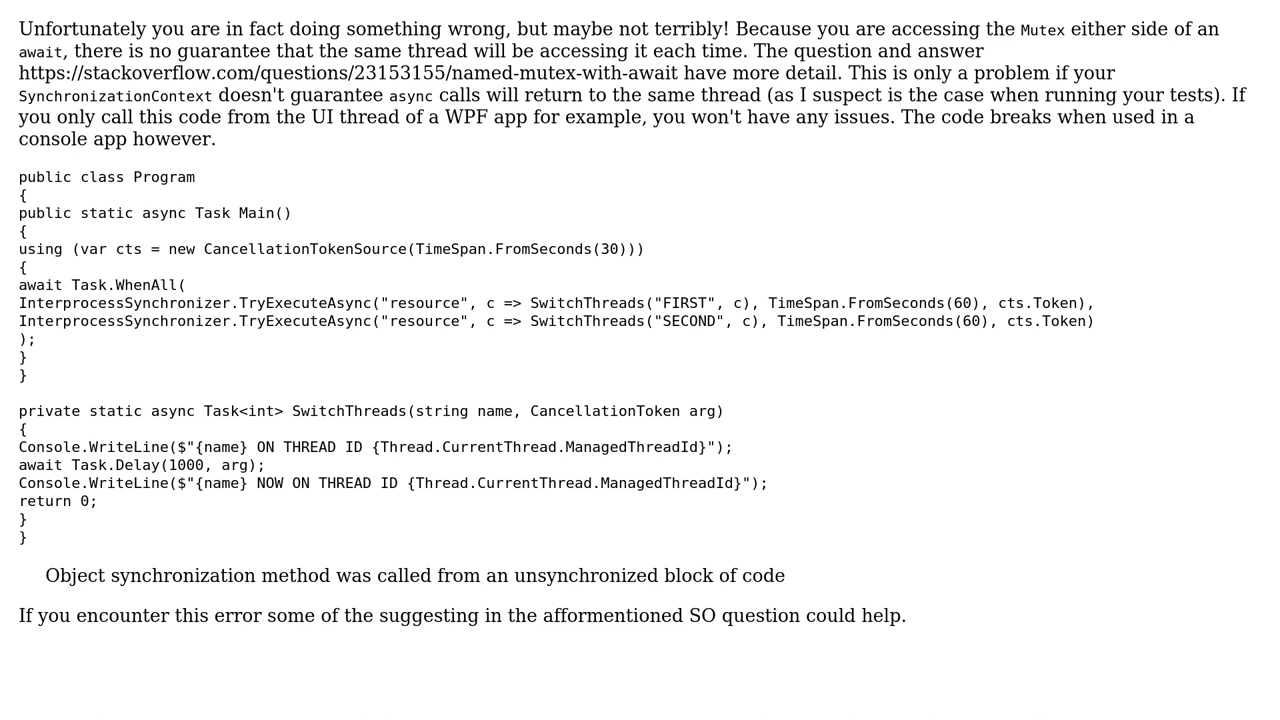 Unfortunately you are in fact doing something wrong, but maybe not terribly! Because you are accessing the Mutex either side of an
await, there is no guarantee that the same thread will be accessing it each time. The question and answer
https://stackoverflow.com/questions/23153155/named-mutex-with-await have more detail. This is only a problem if your
SynchronizationContext doesn't guarantee async calls will return to the same thread (as I suspect is the case when running your tests). If
you only call this code from the UI thread of a WPF app for example, you won't have any issues. The code breaks when used in a
console app however.
public class Program
{
public static async Task Main()
{
using (var cts = new CancellationTokenSource(TimeSpan.FromSeconds(30)))
{
await Task.WhenAll(
InterprocessSynchronizer.TryExecuteAsync("resource", c => SwitchThreads("FIRST", c), TimeSpan.FromSeconds(60), cts.Token),
InterprocessSynchronizer.TryExecuteAsync("resource", c => SwitchThreads("SECOND", c), TimeSpan.FromSeconds(60), cts.Token)
);
}
}
private static async Task<int> SwitchThreads(string name, CancellationToken arg)
{
Console.WriteLine($"{name} ON THREAD ID {Thread.CurrentThread.ManagedThreadId}");
await Task.Delay(1000, arg);
Console.WriteLine($"{name} NOW ON THREAD ID {Thread.CurrentThread.ManagedThreadId}");
return 0;
}
}
Object synchronization method was called from an unsynchronized block of code
If you encounter this error some of the suggesting in the afformentioned SO question could help.